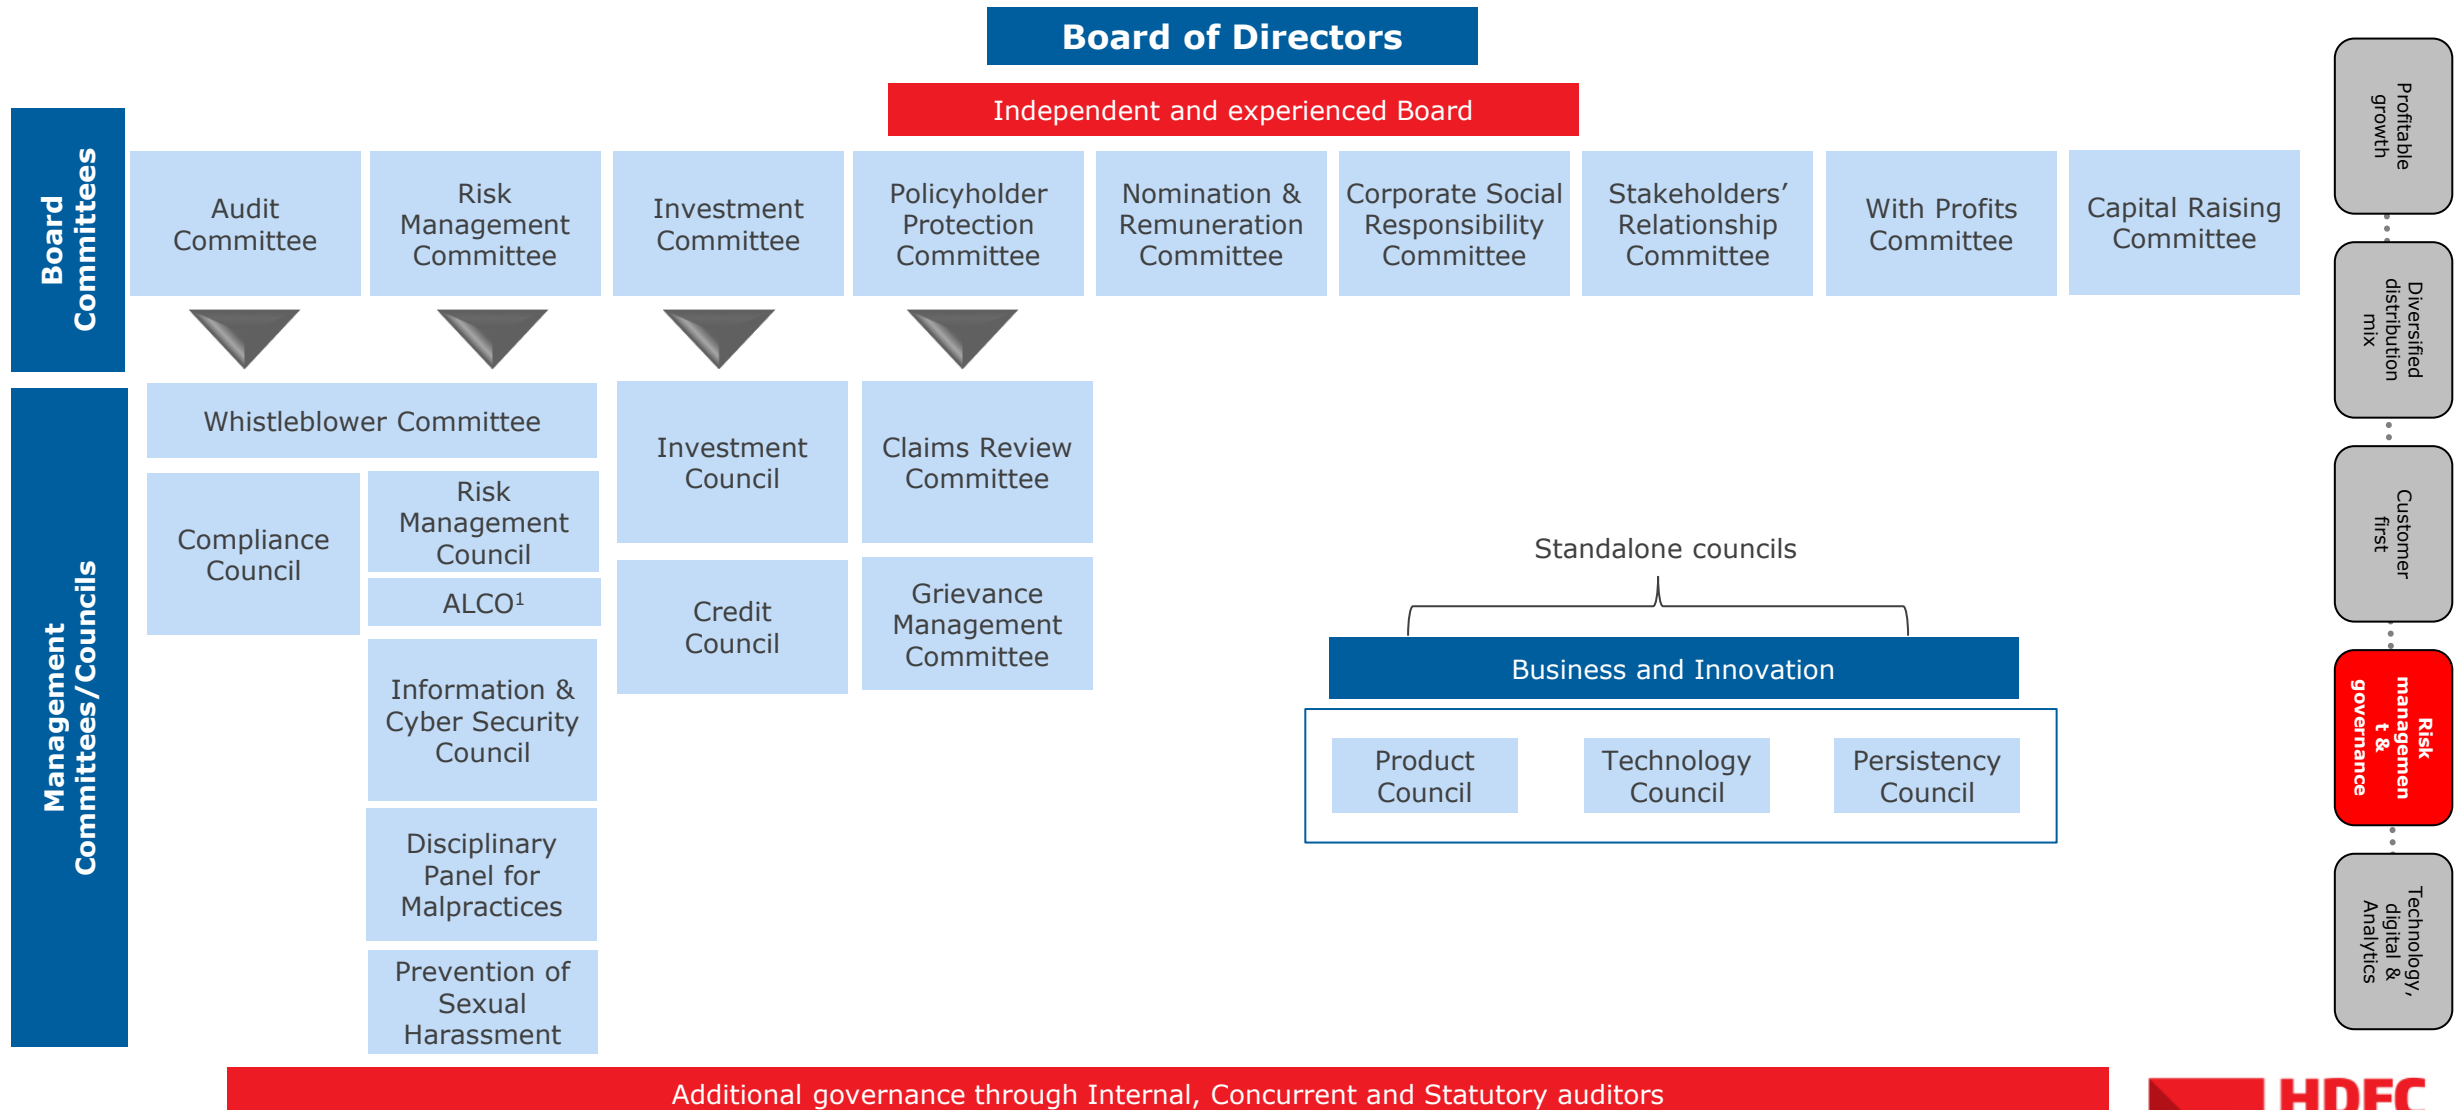 Board of Directors
Independent and experienced Board
Board
Committees
Audit
Committee
Risk
Management
Committee
Investment
Committee
Policyholder
Protection
Committee
Nomination &
Remuneration
Committee
Corporate Social
Responsibility
Committee
Stakeholders’
Relationship
Committee
With Profits
Committee
Capital Raising
Committee
Management
Committees/Councils
Whistleblower Committee
Compliance
Council
Risk
Management
Council
ALCO¹
Information &
Cyber Security
Council
Disciplinary
Panel for
Malpractices
Prevention of
Sexual
Harassment
Investment
Council
Credit
Council
Claims Review
Committee
Grievance
Management
Committee
Standalone councils
Business and Innovation
Product
Council
Technology
Council
Persistency
Council
Profitable
growth
Diversified
distribution
mix
Customer
first
Risk
managemen
t &
governance
Technology,
digital &
Analytics
Additional governance through Internal, Concurrent and Statutory auditors
HDFC